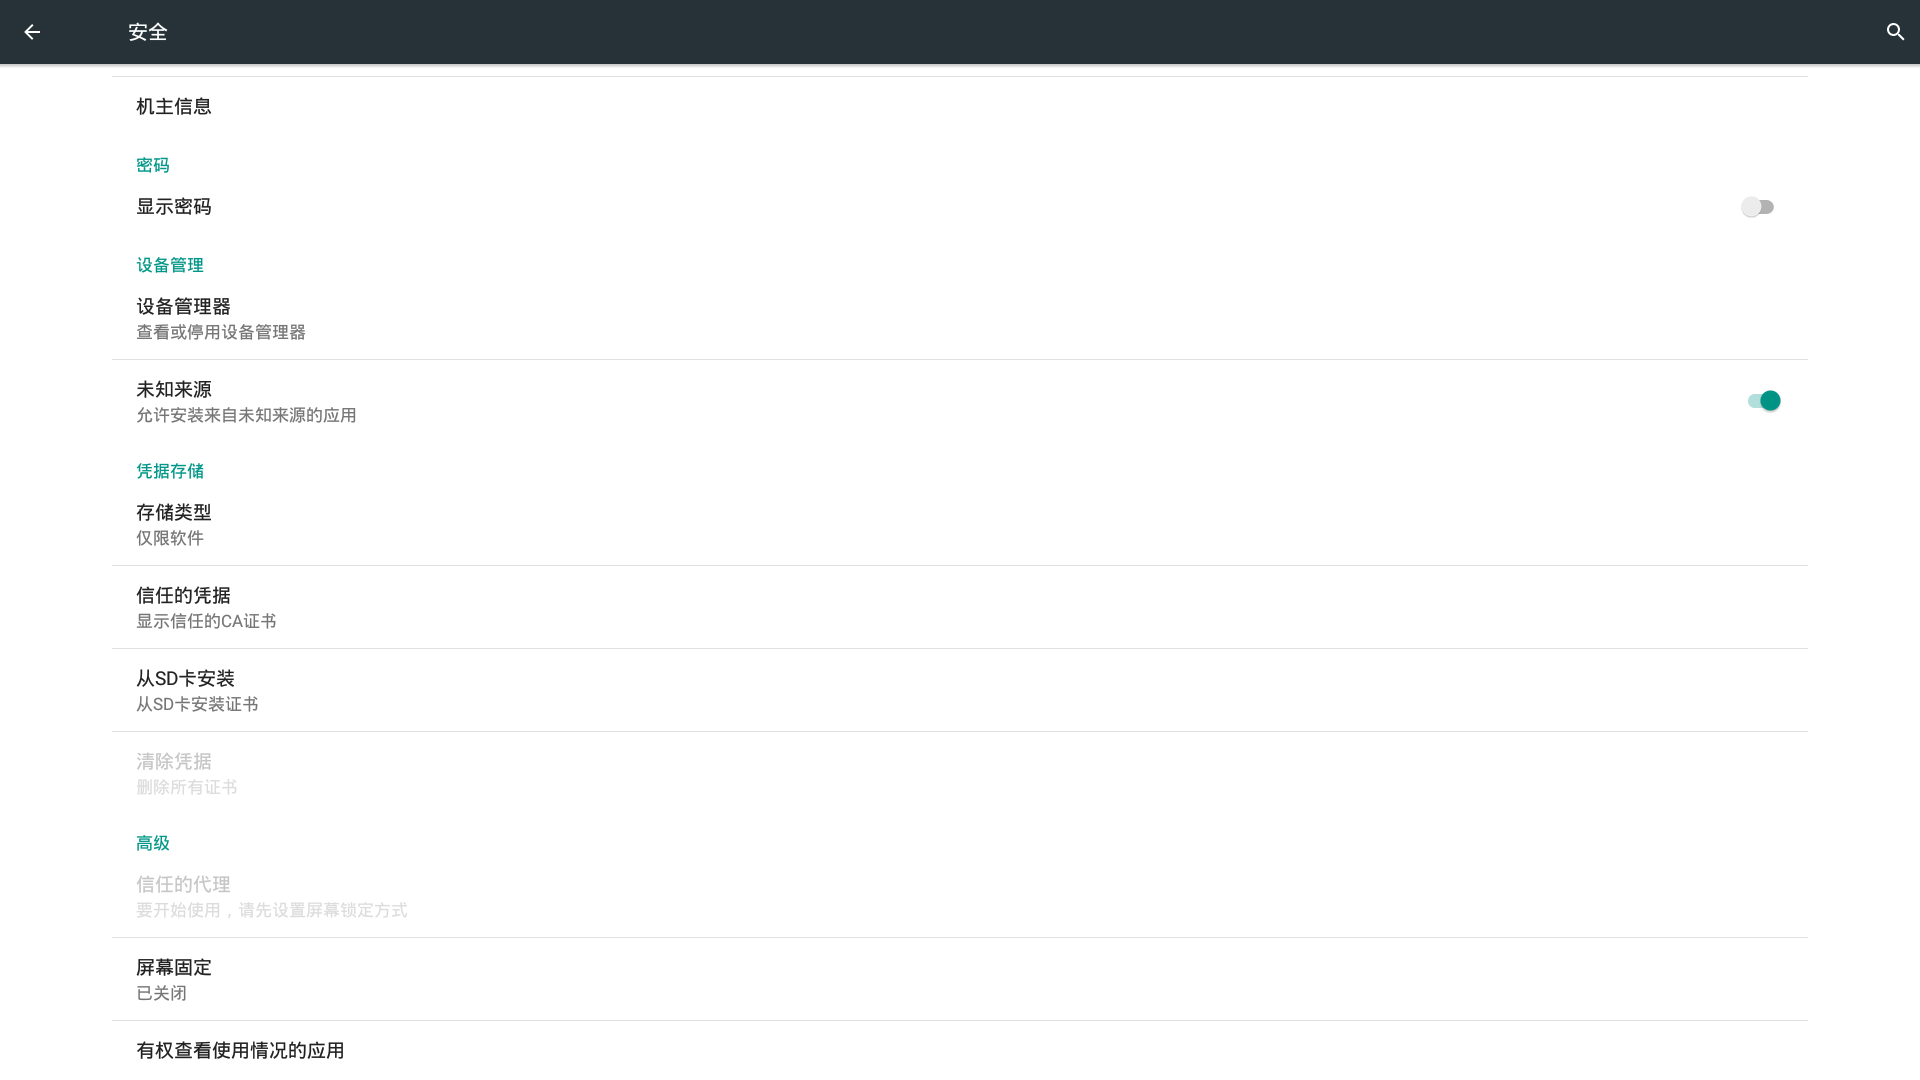 安全
机主信息
密码
显示密码
设备管理
设备管理器
查看或停用设备管理器
未知来源
允许安装来自未知来源的应用
凭据存储
存储类型
仅限软件
信任的凭据
显示信任的CA证书
从SD卡安装
从SD卡安装证书
清除凭据
删除所有证书
高级
信任的代理
要开始使用，请先设置屏幕锁定方式
屏幕固定
已关闭
有权查看使用情况的应用